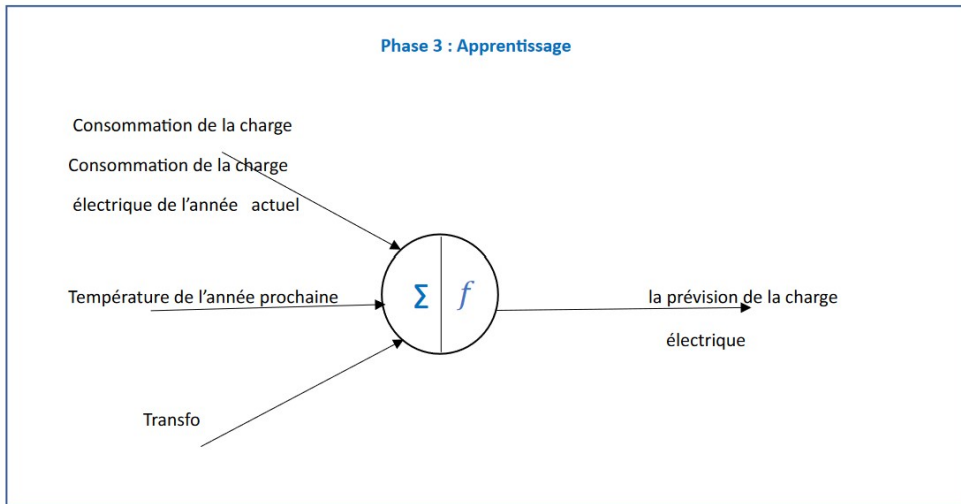 Phase 3 : Apprentissage
Consommation de la charge
Consommation de la charge
électrique de l’année actuel
Température de l’année prochaine
Σ f
la prévision de la charge
électrique
Transfo